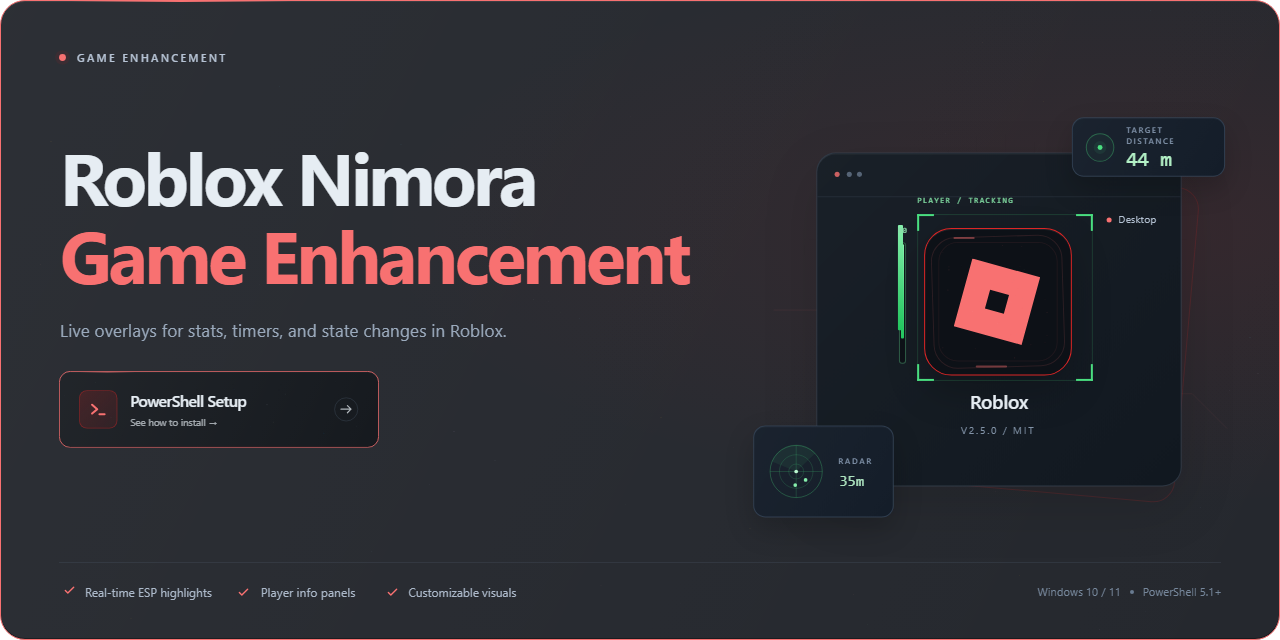 GAME ENHANCEMENT
Roblox Nimora
Game Enhancement
Live overlays for stats, timers, and state changes in Roblox.
PowerShell Setup
See how to install →
TARGET
DISTANCE
44 m
PLAYER / TRACKING
Desktop
Roblox
V2.5.0 / MIT
RADAR
35m
Real-time ESP highlights
Player info panels
Customizable visuals
Windows 10 / 11 • PowerShell 5.1+